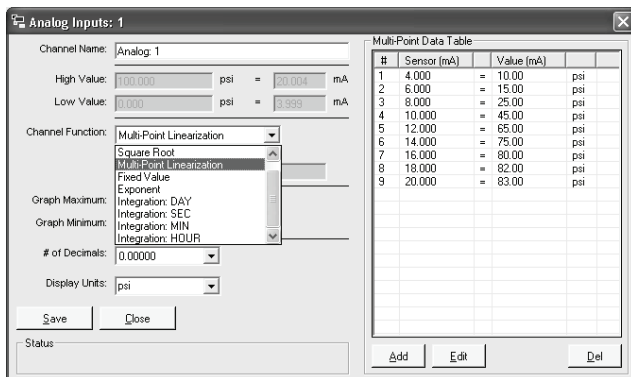 Analog Inputs: 1
Channel Name: Analog: 1
High Value: 100.000 psi = 20.004 mA
Low Value: 0.000 psi = 3.999 mA
Channel Function: Multi-Point Linearization
Square Root
Multi-Point Linearization
Fixed Value
Exponent
Integration: DAY
Integration: SEC
Integration: MIN
Integration: HOUR
Graph Maximum:
Graph Minimum:
# of Decimals: 0.00000
Display Units: psi
Save Close
Status
Multi-Point Data Table
# Sensor (mA) Value (mA)
1 4.000 = 10.00 psi
2 6.000 = 15.00 psi
3 8.000 = 25.00 psi
4 10.000 = 45.00 psi
5 12.000 = 65.00 psi
6 14.000 = 75.00 psi
7 16.000 = 80.00 psi
8 18.000 = 82.00 psi
9 20.000 = 83.00 psi
Add Edit Del